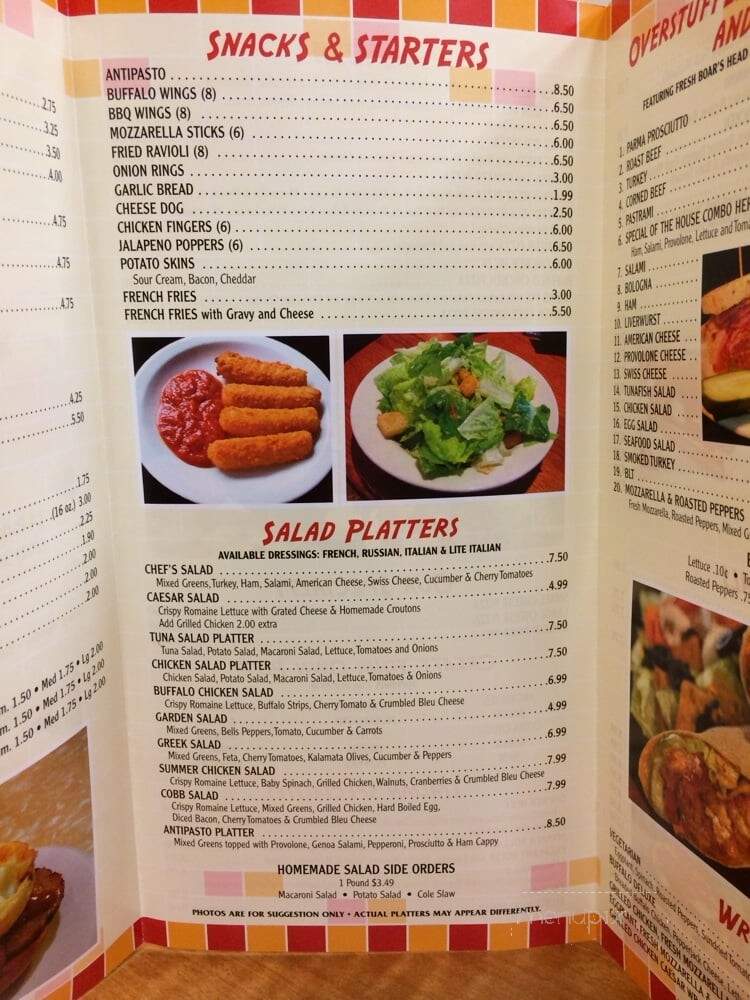 2.75
3.25
3.50
4.00
4.75
4.75
4.75
4.25
5.50
1.75
(16 oz.) 3.00
2.25
1.90
2.00
2.00
2.00
m. 1.50 • Med 1.75 • Lg 2.00
m. 1.50 • Med 1.75 • Lg 2.00
m. 1.50 • Med 1.75 • Lg 2.00
SNACKS & STARTERS
ANTIPASTO 8.50
BUFFALO WINGS (8) 6.50
BBQ WINGS (8) 6.50
MOZZARELLA STICKS (6) 6.00
FRIED RAVIOLI (8) 6.50
ONION RINGS 3.00
GARLIC BREAD 1.99
CHEESE DOG 2.50
CHICKEN FINGERS (6) 6.00
JALAPENO POPPERS (6) 6.50
POTATO SKINS 6.00
Sour Cream, Bacon, Cheddar
FRENCH FRIES 3.00
FRENCH FRIES with Gravy and Cheese 5.50
SALAD PLATTERS
AVAILABLE DRESSINGS: FRENCH, RUSSIAN, ITALIAN & LITE ITALIAN
CHEF'S SALAD 7.50
Mixed Greens,Turkey, Ham, Salami, American Cheese, Swiss Cheese, Cucumber & Cherry Tomatoes
CAESAR SALAD 4.99
Crispy Romaine Lettuce with Grated Cheese & Homemade Croutons
Add Grilled Chicken 2.00 extra
TUNA SALAD PLATTER 7.50
Tuna Salad, Potato Salad, Macaroni Salad, Lettuce,Tomatoes and Onions
CHICKEN SALAD PLATTER 7.50
Chicken Salad, Potato Salad, Macaroni Salad, Lettuce,Tomatoes & Onions
BUFFALO CHICKEN SALAD 6.99
Crispy Romaine Lettuce, Buffalo Strips, Cherry Tomato & Crumbled Bleu Cheese
GARDEN SALAD 4.99
Mixed Greens, Bells Peppers,Tomato, Cucumber & Carrots
GREEK SALAD 6.99
Mixed Greens, Feta, Cherry Tomatoes, Kalamata Olives, Cucumber & Peppers
SUMMER CHICKEN SALAD 7.99
Crispy Romaine Lettuce, Baby Spinach, Grilled Chicken, Walnuts, Cranberries & Crumbled Bleu Cheese
COBB SALAD 7.99
Crispy Romaine Lettuce, Mixed Greens, Grilled Chicken, Hard Boiled Egg,
Diced Bacon, Cherry Tomatoes & Crumbled Bleu Cheese
ANTIPASTO PLATTER 8.50
Mixed Greens topped with Provolone, Genoa Salami, Pepperoni, Prosciutto & Ham Cappy
HOMEMADE SALAD SIDE ORDERS
1 Pound $3.49
Macaroni Salad • Potato Salad • Cole Slaw
PHOTOS ARE FOR SUGGESTION ONLY • ACTUAL PLATTERS MAY APPEAR DIFFERENTLY.
OVERSTUFF
AND
FEATURING FRESH BOAR'S HEAD
1. PARMA PROSCIUTTO
2. ROAST BEEF
3. TURKEY
4. CORNED BEEF
5. PASTRAMI
6. SPECIAL OF THE HOUSE COMBO HER
Ham, Salami, Provolone, Lettuce and Toma
7. SALAMI
8. BOLOGNA
9. HAM
10. LIVERWURST
11. AMERICAN CHEESE
12. PROVOLONE CHEESE
13. SWISS CHEESE
14. TUNAFISH SALAD
15. CHICKEN SALAD
16. EGG SALAD
17. SEAFOOD SALAD
18. SMOKED TURKEY
19. BLT
20. MOZZARELLA & ROASTED PEPPERS
Fresh Mozzarella, Roasted Peppers, Mixed G
Lettuce .10¢ • To
Roasted Peppers .75
WR
VEGETARIAN
Eggplant, Spinach, Roasted Peppers, Sundried Toma
BUFFALO DELUXE
GRILLED CHICKEN FRESH MOZZARELLA
GRILLED CHICKEN CAESAR W